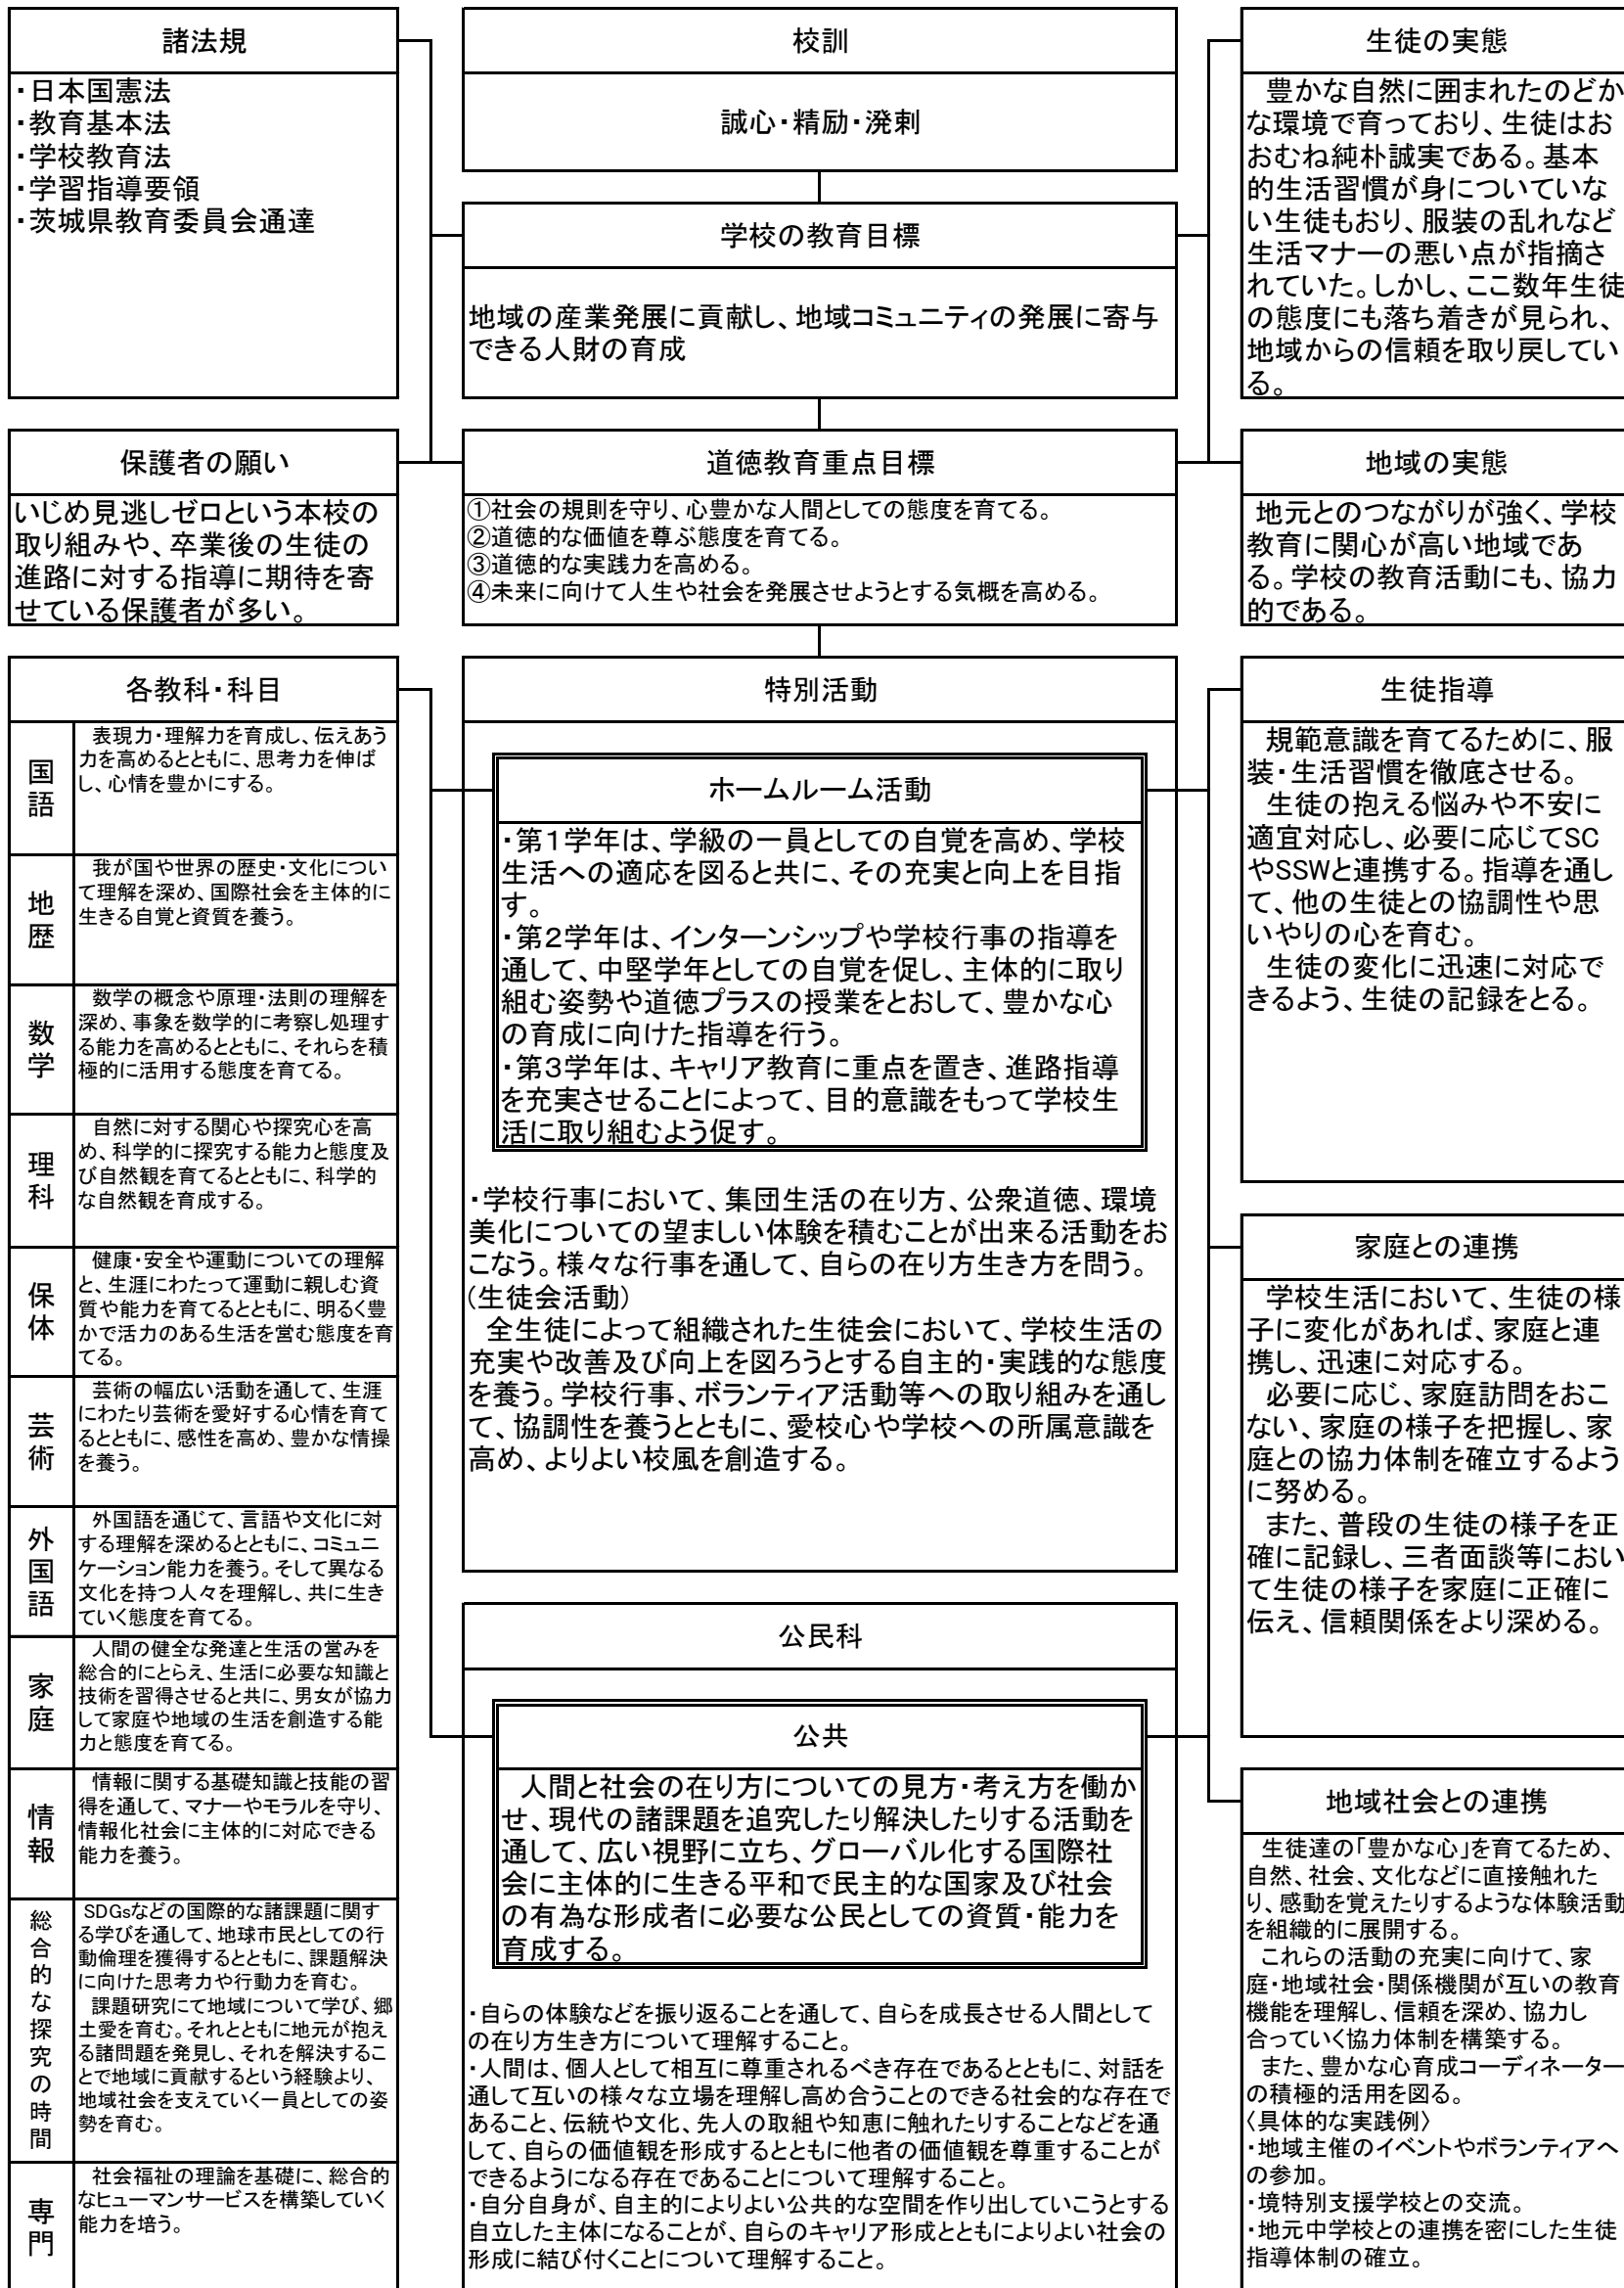 諸法規
・日本国憲法
・教育基本法
・学校教育法
・学習指導要領
・茨城県教育委員会通達
校訓
誠心・精励・溌剌
学校の教育目標
地域の産業発展に貢献し、地域コミュニティの発展に寄与
できる人財の育成
生徒の実態
豊かな自然に囲まれたのどか
な環境で育っており、生徒はお
おむね純朴誠実である。基本
的生活習慣が身についていな
い生徒もおり、服装の乱れなど
生活マナーの悪い点が指摘さ
れていた。しかし、ここ数年生徒
の態度にも落ち着きが見られ、
地域からの信頼を取り戻してい
る。
保護者の願い
いじめ見逃しゼロという本校の
取り組みや、卒業後の生徒の
進路に対する指導に期待を寄
せている保護者が多い。
道徳教育重点目標
①社会の規則を守り、心豊かな人間としての態度を育てる。
②道徳的な価値を尊ぶ態度を育てる。
③道徳的な実践力を高める。
④未来に向けて人生や社会を発展させようとする気概を高める。
地域の実態
地元とのつながりが強く、学校
教育に関心が高い地域であ
る。学校の教育活動にも、協力
的である。
各教科・科目
国語
表現力・理解力を育成し、伝えあう
力を高めるとともに、思考力を伸ば
し、心情を豊かにする。
地歴
我が国や世界の歴史・文化につい
て理解を深め、国際社会を主体的に
生きる自覚と資質を養う。
数学
数学の概念や原理・法則の理解を
深め、事象を数学的に考察し処理す
る能力を高めるとともに、それらを積
極的に活用する態度を育てる。
理科
自然に対する関心や探究心を高
め、科学的に探究する能力と態度及
び自然観を育てるとともに、科学的
な自然観を育成する。
保体
健康・安全や運動についての理解
と、生涯にわたって運動に親しむ資
質や能力を育てるとともに、明るく豊
かで活力のある生活を営む態度を育
てる。
芸術
芸術の幅広い活動を通して、生涯
にわたり芸術を愛好する心情を育て
るとともに、感性を高め、豊かな情操
を養う。
外国語
外国語を通じて、言語や文化に対
する理解を深めるとともに、コミュニ
ケーション能力を養う。そして異なる
文化を持つ人々を理解し、共に生き
ていく態度を育てる。
家庭
人間の健全な発達と生活の営みを
総合的にとらえ、生活に必要な知識と
技術を習得させると共に、男女が協力
して家庭や地域の生活を創造する能
力と態度を育てる。
情報
情報に関する基礎知識と技能の習
得を通して、マナーやモラルを守り、
情報化社会に主体的に対応できる
能力を養う。
総合的な探究の時間
SDGsなどの国際的な諸課題に関す
る学びを通して、地球市民としての行
動倫理を獲得するとともに、課題解決
に向けた思考力や行動力を育む。
課題研究にて地域について学び、郷
土愛を育む。それとともに地元が抱え
る諸問題を発見し、それを解決するこ
とで地域に貢献するという経験より、
地域社会を支えていく一員としての姿
勢を育む。
専門
社会福祉の理論を基礎に、総合的
なヒューマンサービスを構築していく
能力を培う。
特別活動
ホームルーム活動
・第１学年は、学級の一員としての自覚を高め、学校
生活への適応を図ると共に、その充実と向上を目指
す。
・第２学年は、インターンシップや学校行事の指導を
通して、中堅学年としての自覚を促し、主体的に取り
組む姿勢や道徳プラスの授業をとおして、豊かな心
の育成に向けた指導を行う。
・第３学年は、キャリア教育に重点を置き、進路指導
を充実させることによって、目的意識をもって学校生
活に取り組むよう促す。
・学校行事において、集団生活の在り方、公衆道徳、環境
美化についての望ましい体験を積むことが出来る活動をお
こなう。様々な行事を通して、自らの在り方生き方を問う。
(生徒会活動)
全生徒によって組織された生徒会において、学校生活の
充実や改善及び向上を図ろうとする自主的・実践的な態度
を養う。学校行事、ボランティア活動等への取り組みを通し
て、協調性を養うとともに、愛校心や学校への所属意識を
高め、よりよい校風を創造する。
公民科
公共
人間と社会の在り方についての見方・考え方を働か
せ、現代の諸課題を追究したり解決したりする活動を
通して、広い視野に立ち、グローバル化する国際社
会に主体的に生きる平和で民主的な国家及び社会
の有為な形成者に必要な公民としての資質・能力を
育成する。
・自らの体験などを振り返ることを通して、自らを成長させる人間として
の在り方生き方について理解すること。
・人間は、個人として相互に尊重されるべき存在であるとともに、対話を
通して互いの様々な立場を理解し高め合うことのできる社会的な存在で
あること、伝統や文化、先人の取組や知恵に触れたりすることなどを通
して、自らの価値観を形成するとともに他者の価値観を尊重することが
できるようになる存在であることについて理解すること。
・自分自身が、自主的によりよい公共的な空間を作り出していこうとする
自立した主体になることが、自らのキャリア形成とともによりよい社会の
形成に結び付くことについて理解すること。
生徒指導
規範意識を育てるために、服
装・生活習慣を徹底させる。
生徒の抱える悩みや不安に
適宜対応し、必要に応じてSC
やSSWと連携する。指導を通し
て、他の生徒との協調性や思
いやりの心を育む。
生徒の変化に迅速に対応で
きるよう、生徒の記録をとる。
家庭との連携
学校生活において、生徒の様
子に変化があれば、家庭と連
携し、迅速に対応する。
必要に応じ、家庭訪問をおこ
ない、家庭の様子を把握し、家
庭との協力体制を確立するよう
に努める。
また、普段の生徒の様子を正
確に記録し、三者面談等におい
て生徒の様子を家庭に正確に
伝え、信頼関係をより深める。
地域社会との連携
生徒達の「豊かな心」を育てるため、
自然、社会、文化などに直接触れた
り、感動を覚えたりするような体験活動
を組織的に展開する。
これらの活動の充実に向けて、家
庭・地域社会・関係機関が互いの教育
機能を理解し、信頼を深め、協力し
合っていく協力体制を構築する。
また、豊かな心育成コーディネーター
の積極的活用を図る。
〈具体的な実践例〉
・地域主催のイベントやボランティアへ
の参加。
・境特別支援学校との交流。
・地元中学校との連携を密にした生徒
指導体制の確立。